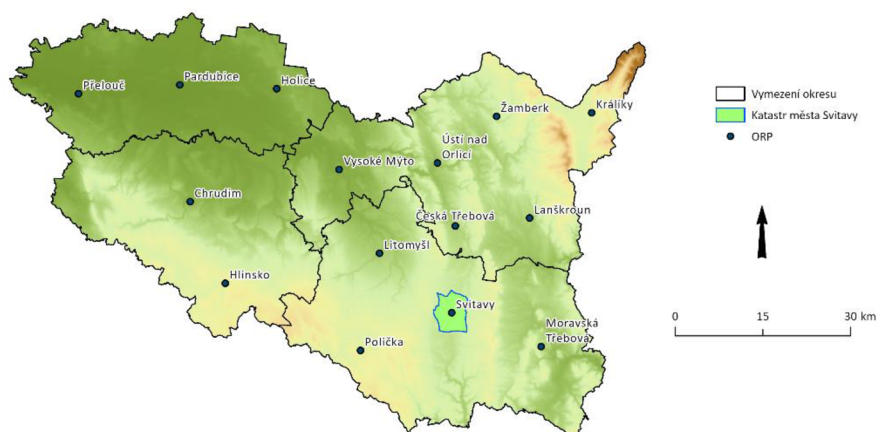 Přelouč
Pardubice
Holice
Žamberk
Králíky
Ústí nad
Orlicí
Vysoké Mýto
Chrudim
Česká Třebová
Lanškroun
Litomyšl
Hlinsko
Svitavy
Polička
Moravská
Třebová
Vymezení okresu
Katastr města Svitavy
ORP
0
15
30 km